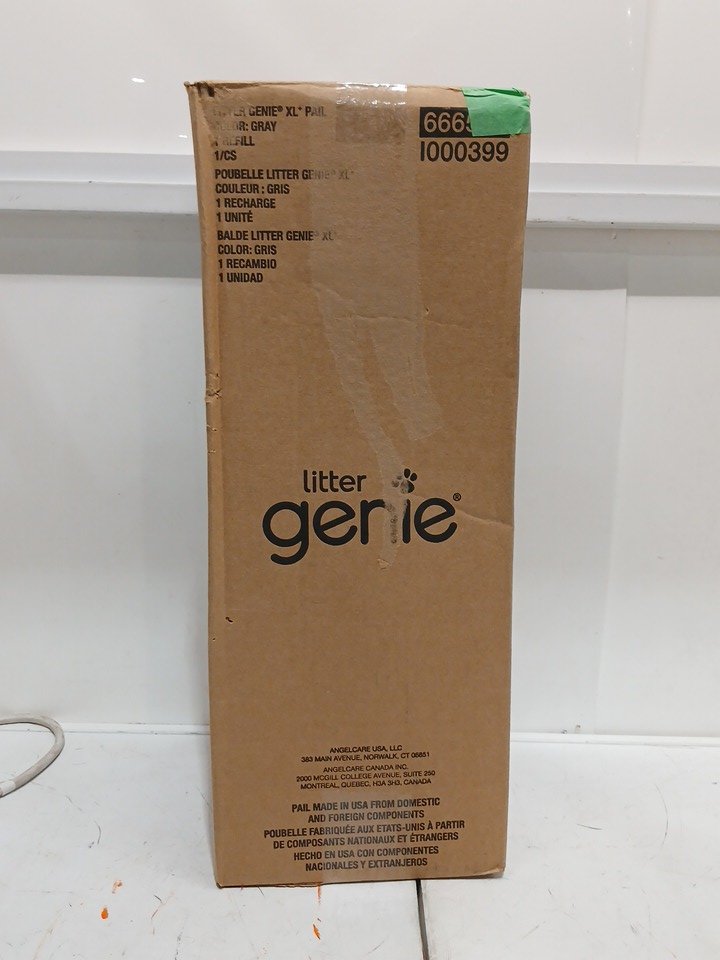 LITTER GENIE® XL+ PAIL
COLOR: GRAY
1 REFILL
1/CS
POUBELLE LITTER GENIE® XL+
COULEUR : GRIS
1 RECHARGE
1 UNITÉ
BALDE LITTER GENIE® XL+
COLOR: GRIS
1 RECAMBIO
1 UNIDAD
I000399
litter
genie®
ANGELCARE USA, LLC
383 MAIN AVENUE, NORWALK, CT 06851
ANGELCARE CANADA INC.
2000 MCGILL COLLEGE AVENUE, SUITE 250
MONTREAL, QUEBEC, H3A 3H3, CANADA
PAIL MADE IN USA FROM DOMESTIC
AND FOREIGN COMPONENTS
POUBELLE FABRIQUÉE AUX ETATS-UNIS À PARTIR
DE COMPOSANTS NATIONAUX ET ÉTRANGERS
HECHO EN USA CON COMPONENTES
NACIONALES Y EXTRANJEROS